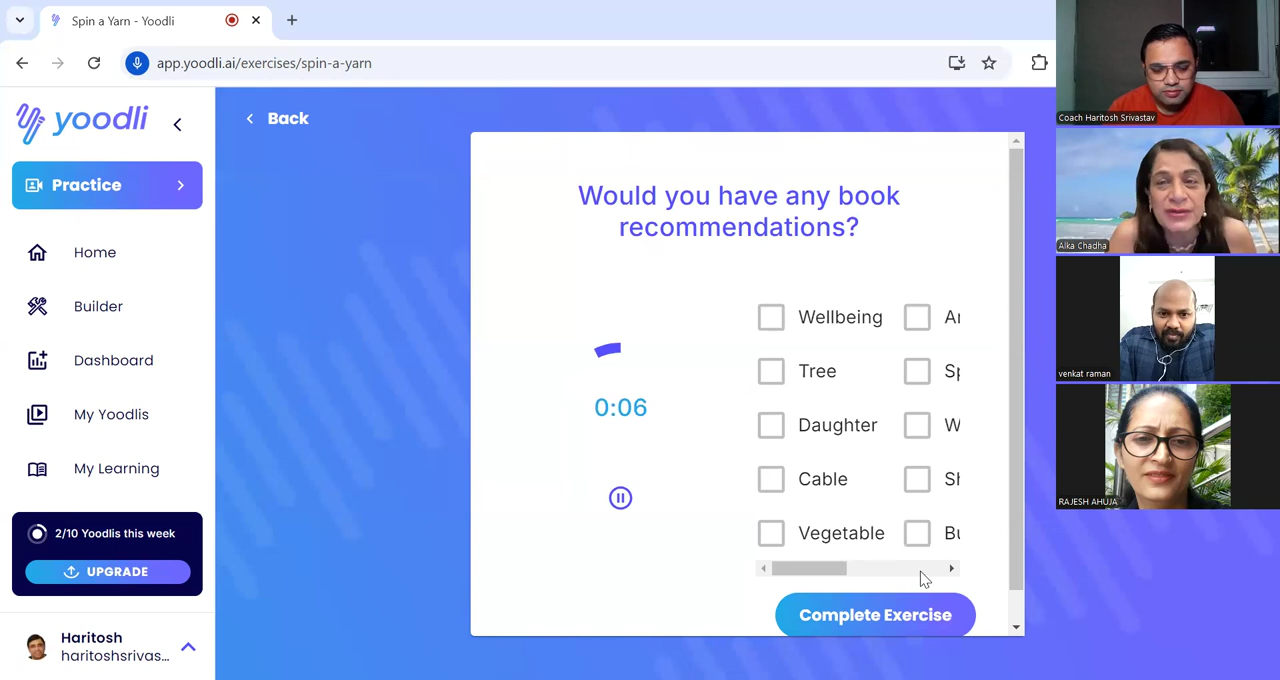 Spin a Yarn - Yoodli
app.yoodli.ai/exercises/spin-a-yarn
yoodli
Practice
Home
Builder
Dashboard
My Yoodlis
My Learning
2/10 Yoodlis this week
UPGRADE
Haritosh
haritoshsrivas...
Back
Would you have any book
recommendations?
0:06
Wellbeing
Tree
Daughter
Cable
Vegetable
Complete Exercise
Coach Haritosh Srivastav
Alka Chadha
venkat raman
RAJESH AHUJA